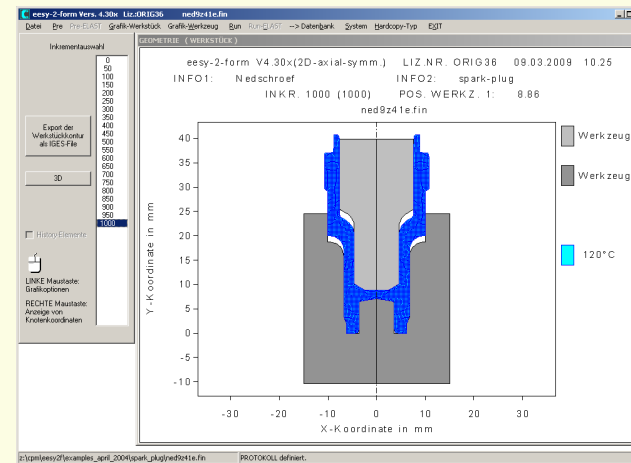 eesy-2-form Vers. 4.30x Liz.:ORIG36 ned9z41e.fin
Datei Pre Pre-ELAST Grafik-Werkstück Grafik-Werkzeug Run Run-ELAST --> Datenbank System Hardcopy-Typ EXIT
Inkrementauswahl
GEOMETRIE ( WERKSTÜCK )
0
50
100
150
200
250
300
350
400
450
500
550
600
650
700
750
800
850
900
950
1000
Export der
Werkstückkontur
als IGES-File
3D
History-Elemente
LINKE Maustaste:
Grafikoptionen
RECHTE Maustaste:
Anzeige von
Knotenkoordinaten
eesy-2-form V4.30x(2D-axial-symm.) LIZ.NR. ORIG36 09.03.2009 10.25
INFO1: Nedschroef INFO2: spark-plug
INKR. 1000 (1000) POS. WERKZ. 1: 8.86
ned9z41e.fin
Y-Koordinate in mm
40
35
30
25
20
15
10
5
0
-5
-10
-30 -20 -10 0 10 20 30
X-Koordinate in mm
Werkzeug
Werkzeug
120°C
z:\cpm\eesy2f\examples_april_2004\spark_plug\ned9z41e.fin PROTOKOLL definiert.